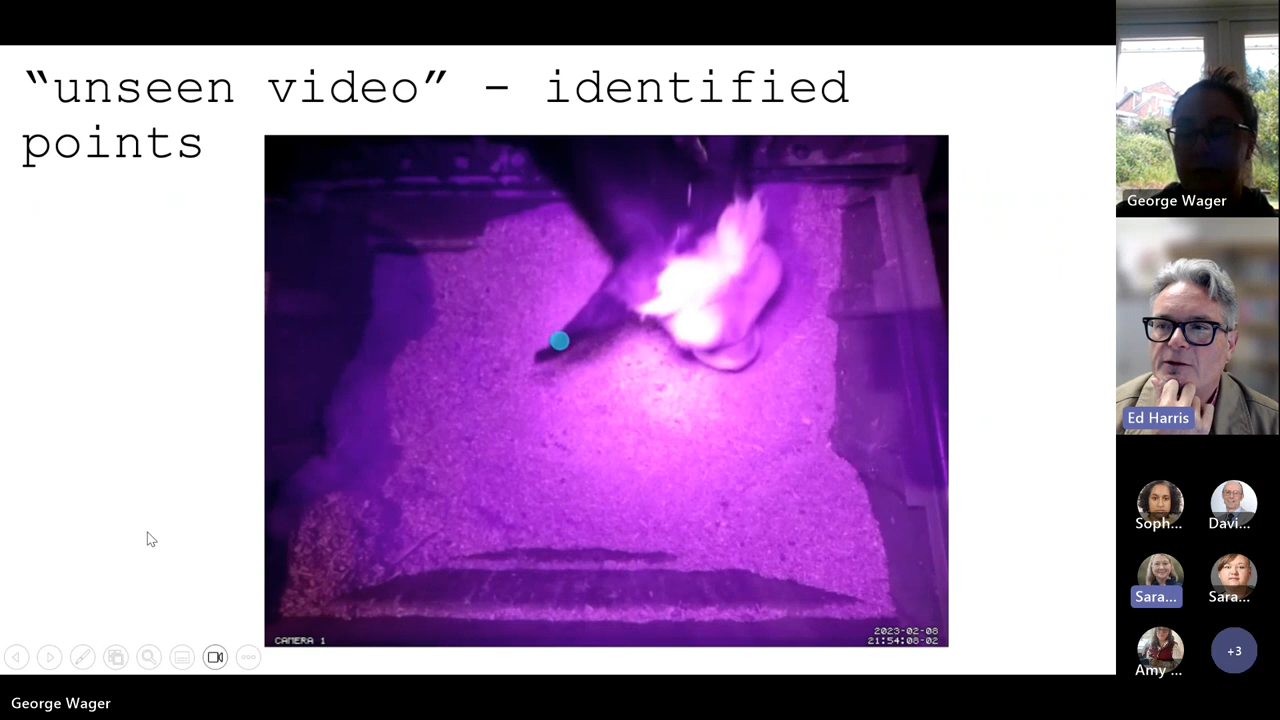 “unseen video” - identified
points
CAMERA 1
2023-02-08
21:54:08-02
George Wager
Ed Harris
Soph...
Davi...
Sara...
Sara...
Amy ...
+3
George Wager